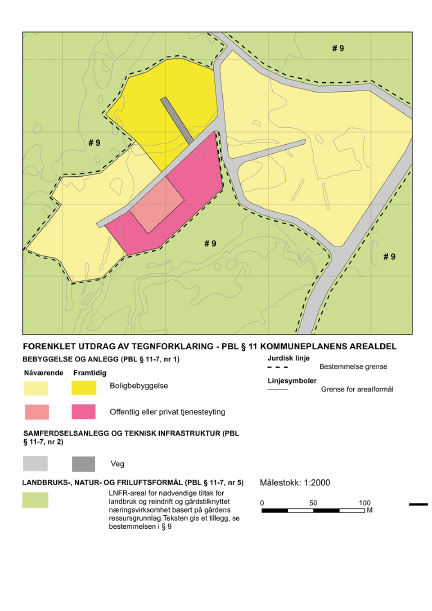 # 9
# 9
# 9
# 9
FORENKLET UTDRAG AV TEGNFORKLARING - PBL § 11 KOMMUNEPLANENS AREALDEL
BEBYGGELSE OG ANLEGG (PBL § 11-7, nr 1)
Nåværende Framtidig
Boligbebyggelse
Offentlig eller privat tjenesteyting
SAMFERDSELSANLEGG OG TEKNISK INFRASTRUKTUR (PBL
§ 11-7, nr 2)
Veg
LANDBRUKS-, NATUR- OG FRILUFTSFORMÅL (PBL § 11-7, nr 5)
LNFR-areal for nødvendige tiltak for
landbruk og reindrift og gårdstilknyttet
næringsvirksomhet basert på gårdens
ressursgrunnlag.Teksten gis et tillegg, se
bestemmelsen i § 9
Jurdisk linje
Bestemmelse grense
Linjesymboler
Grense for arealformål
Målestokk: 1:2000
0 50 100
M